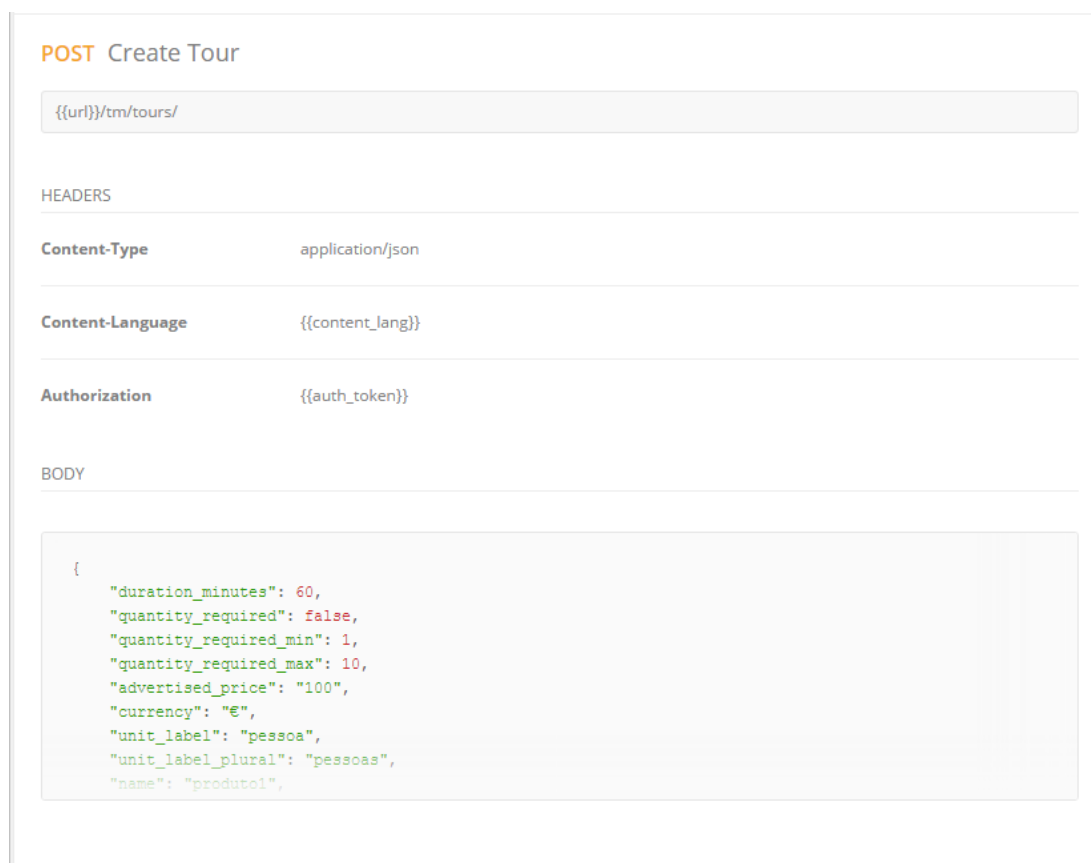 POST Create Tour
{{url}}/tm/tours/
HEADERS
Content-Type application/json
Content-Language {{content_lang}}
Authorization {{auth_token}}
BODY
{
"duration_minutes": 60,
"quantity_required": false,
"quantity_required_min": 1,
"quantity_required_max": 10,
"advertised_price": "100",
"currency": "€",
"unit_label": "pessoa",
"unit_label_plural": "pessoas",
"name": "produto1",